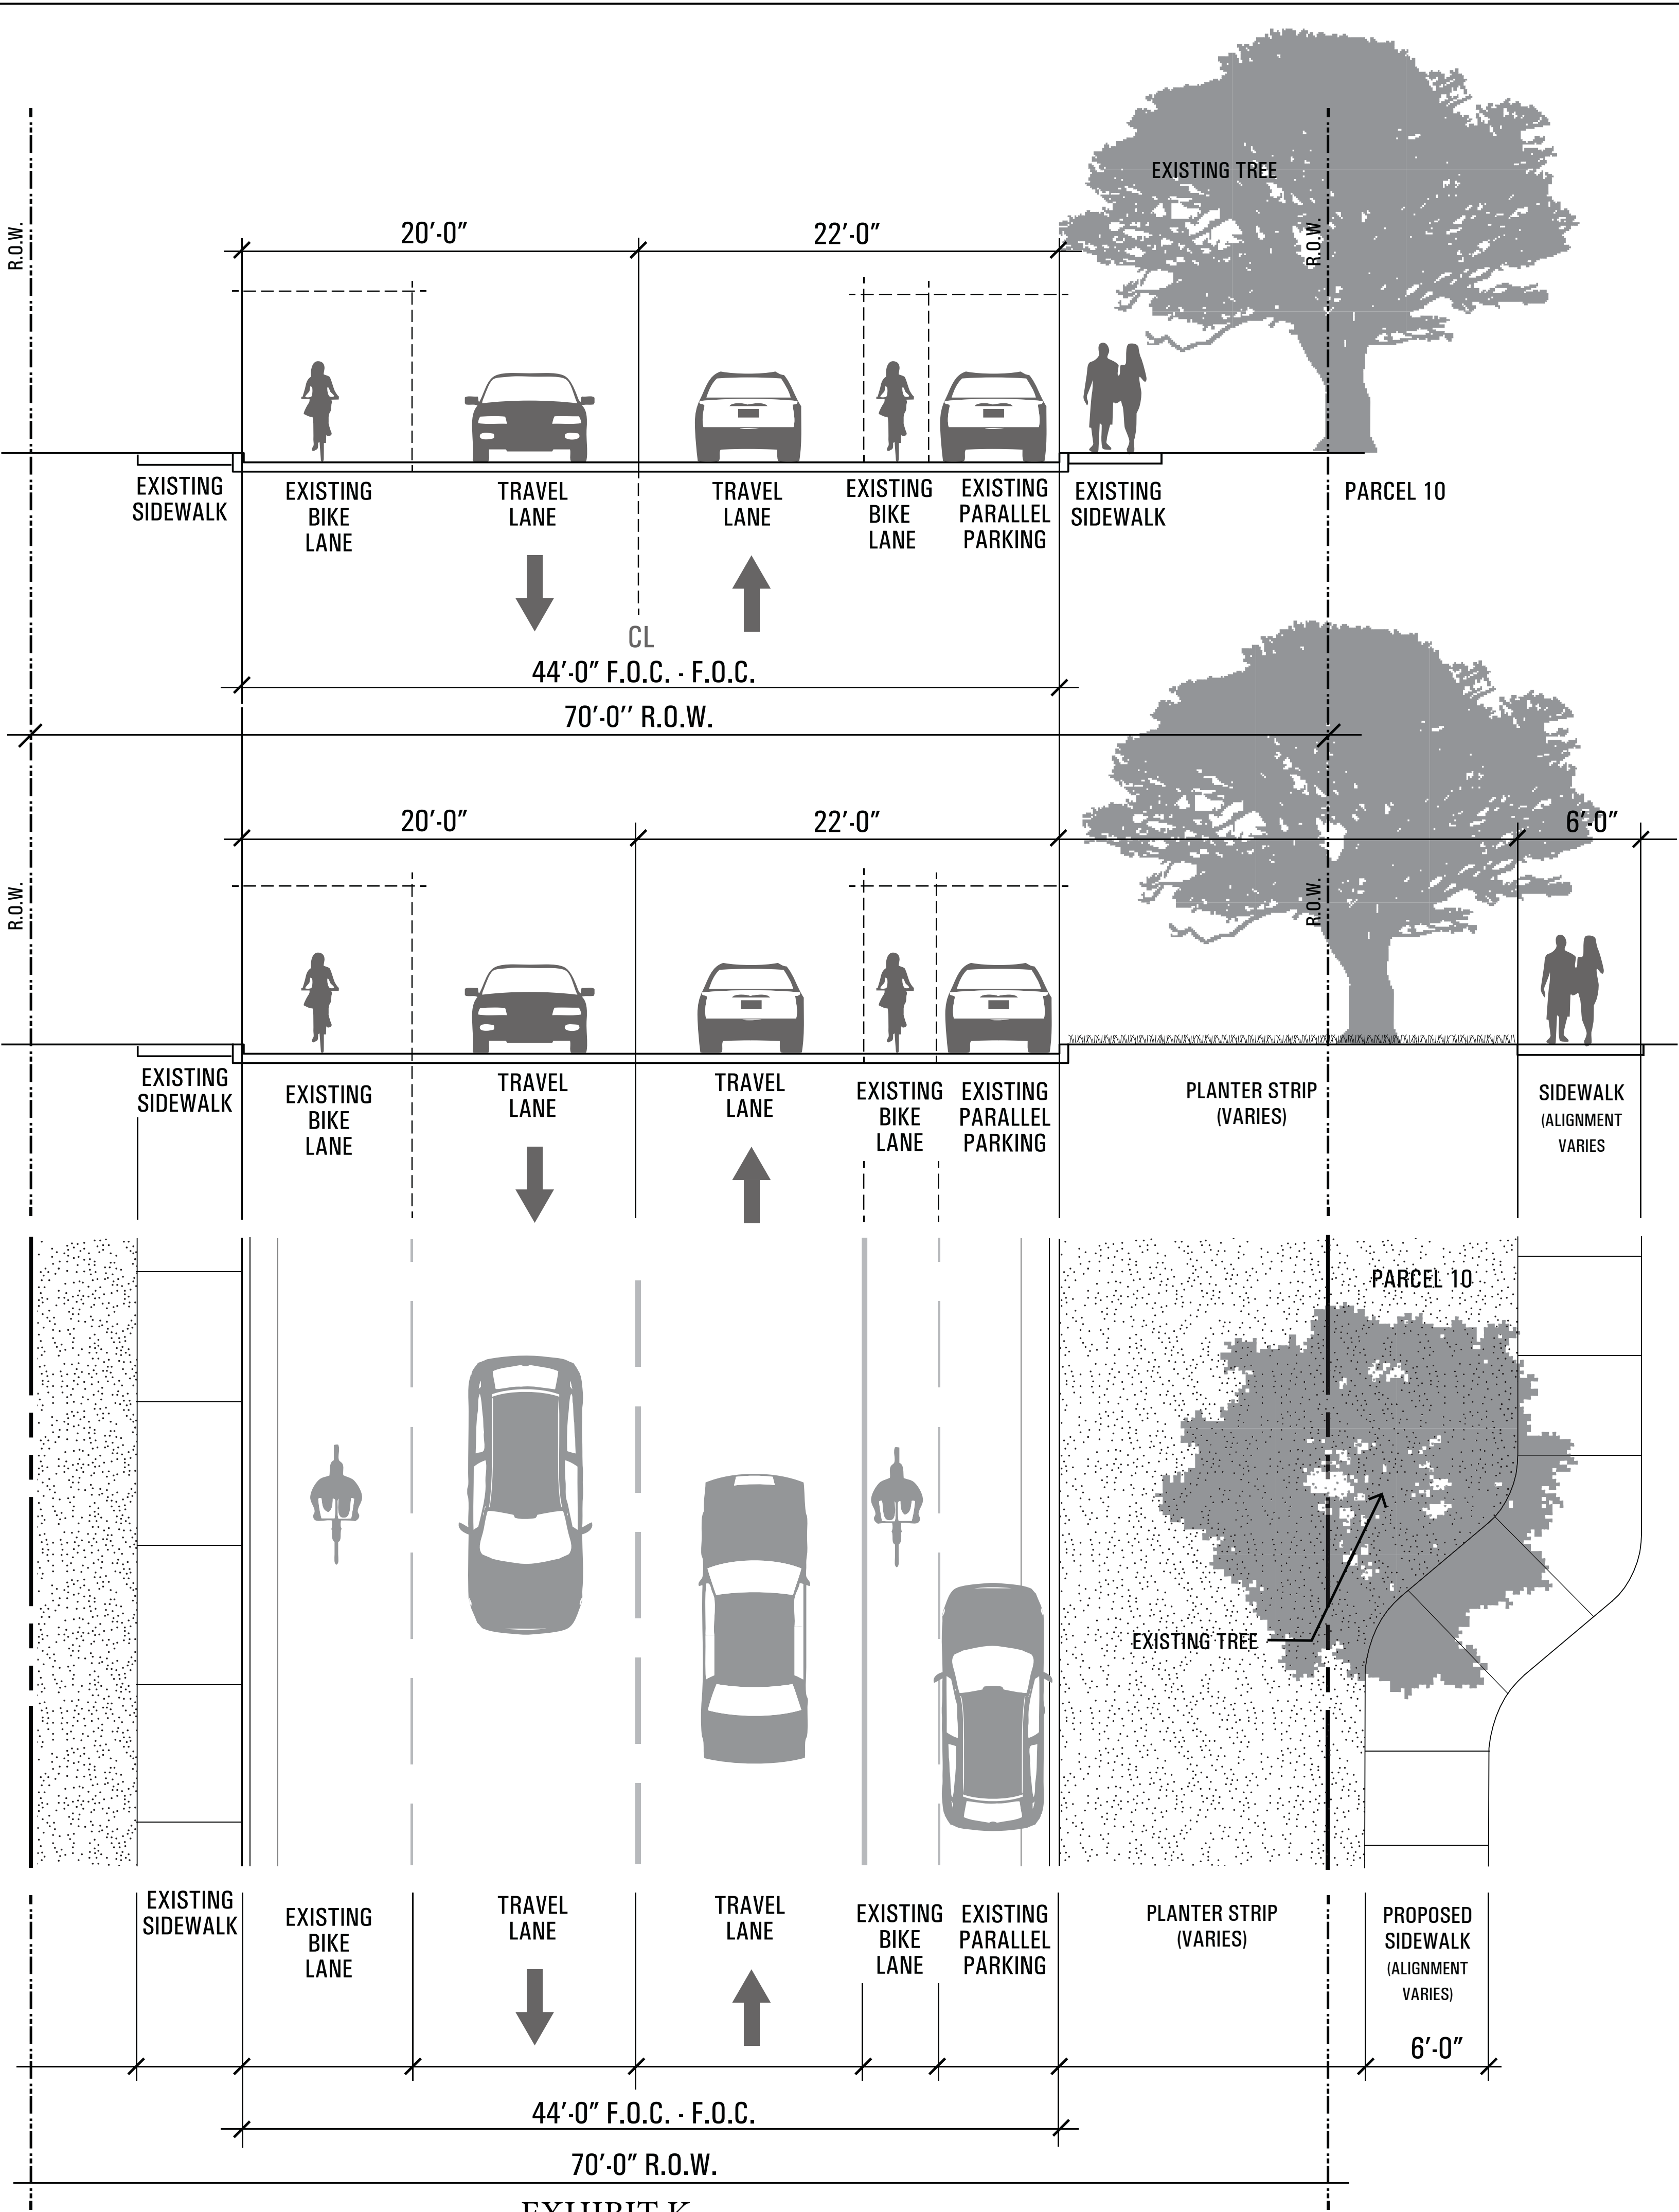 EXISTING TREE
R.O.W.
R.O.W.
20'-0"
22'-0"
EXISTING
SIDEWALK
EXISTING
BIKE
LANE
TRAVEL
LANE
TRAVEL
LANE
EXISTING
BIKE
LANE
EXISTING
PARALLEL
PARKING
EXISTING
SIDEWALK
PARCEL 10
CL
44'-0" F.O.C. - F.O.C.
70'-0'' R.O.W.
20'-0"
22'-0"
6'-0"
R.O.W.
R.O.W.
EXISTING
SIDEWALK
EXISTING
BIKE
LANE
TRAVEL
LANE
TRAVEL
LANE
EXISTING
BIKE
LANE
EXISTING
PARALLEL
PARKING
PLANTER STRIP
(VARIES)
SIDEWALK
(ALIGNMENT
VARIES
PARCEL 10
EXISTING TREE
EXISTING
SIDEWALK
EXISTING
BIKE
LANE
TRAVEL
LANE
TRAVEL
LANE
EXISTING
BIKE
LANE
EXISTING
PARALLEL
PARKING
PLANTER STRIP
(VARIES)
PROPOSED
SIDEWALK
(ALIGNMENT
VARIES)
6'-0"
44'-0" F.O.C. - F.O.C.
70'-0" R.O.W.
EXHIBIT K